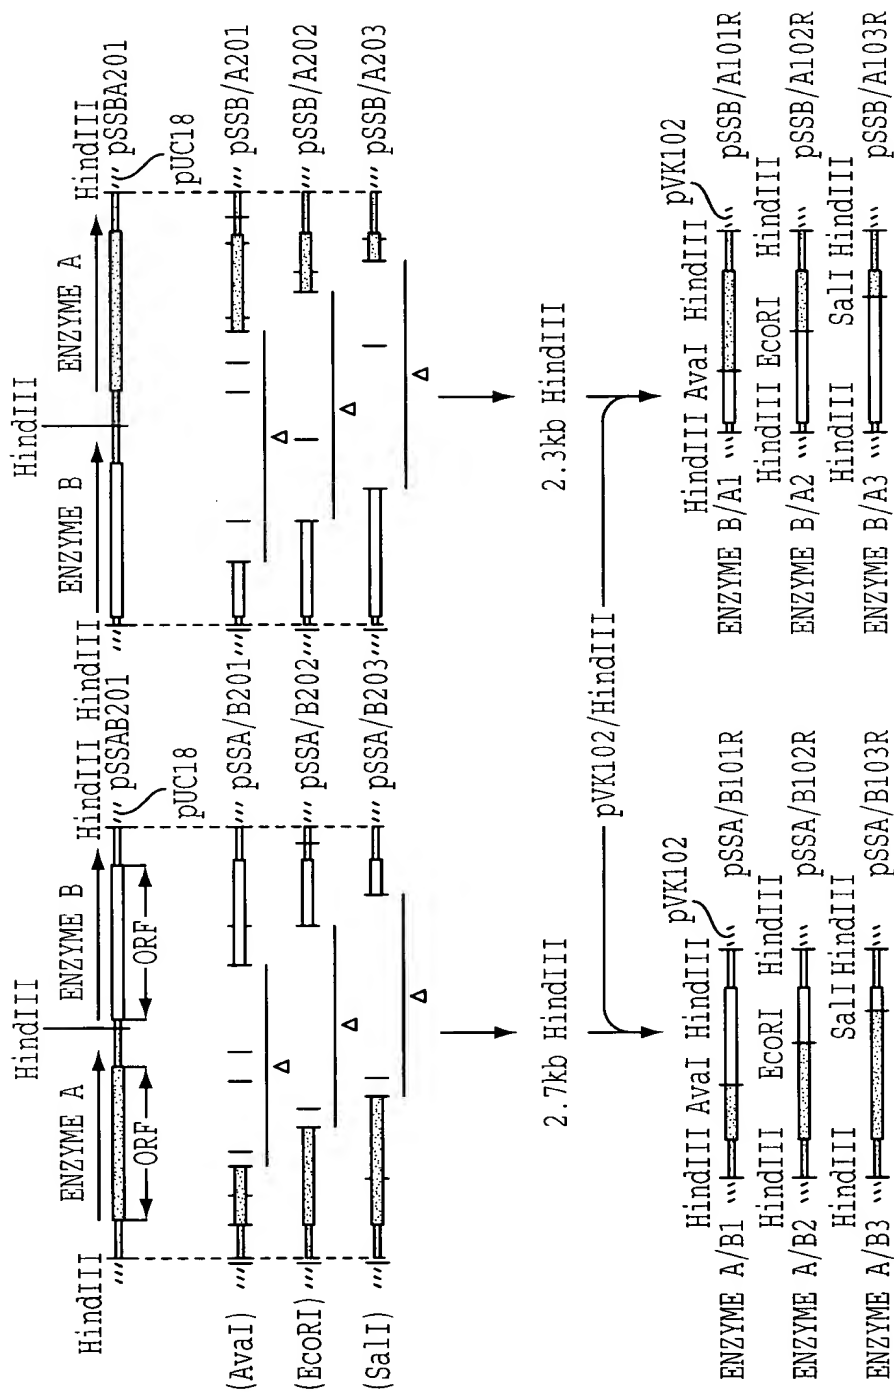 HindIII
HindIII
HindIII pSSAB201
pUC18
ENZYME A
ENZYME B
ORF
ORF
HindIII
HindIII
HindIII pSSBA201
pUC18
ENZYME B
ENZYME A
(AvaI)
pSSA/B201
pSSB/A201
(EcoRI)
pSSA/B202
pSSB/A202
(SalI)
pSSA/B203
pSSB/A203
Δ
Δ
Δ
Δ
Δ
Δ
2.7kb HindIII
2.3kb HindIII
pVK102/HindIII
HindIII AvaI HindIII
pVK102
ENZYME A/B1
pSSA/B101R
HindIII EcoRI HindIII
ENZYME A/B2
pSSA/B102R
HindIII SalI HindIII
ENZYME A/B3
pSSA/B103R
HindIII AvaI HindIII
pVK102
ENZYME B/A1
pSSB/A101R
HindIII EcoRI HindIII
ENZYME B/A2
pSSB/A102R
HindIII SalI HindIII
ENZYME B/A3
pSSB/A103R